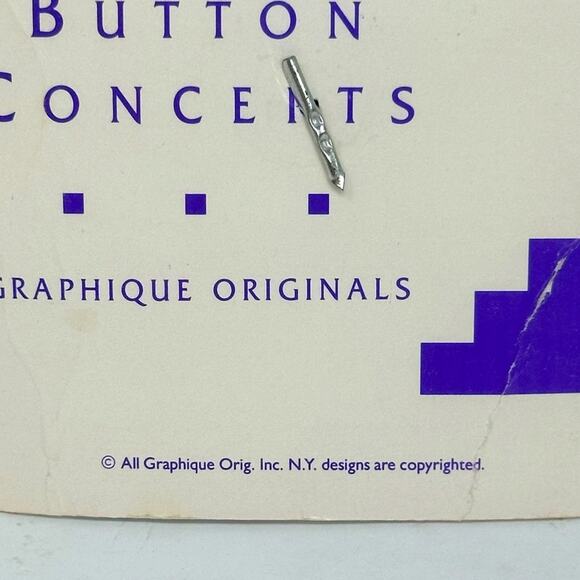 BUTTON
CONCEPTS
GRAPHIQUE ORIGINALS
© All Graphique Orig. Inc. N.Y. designs are copyrighted.